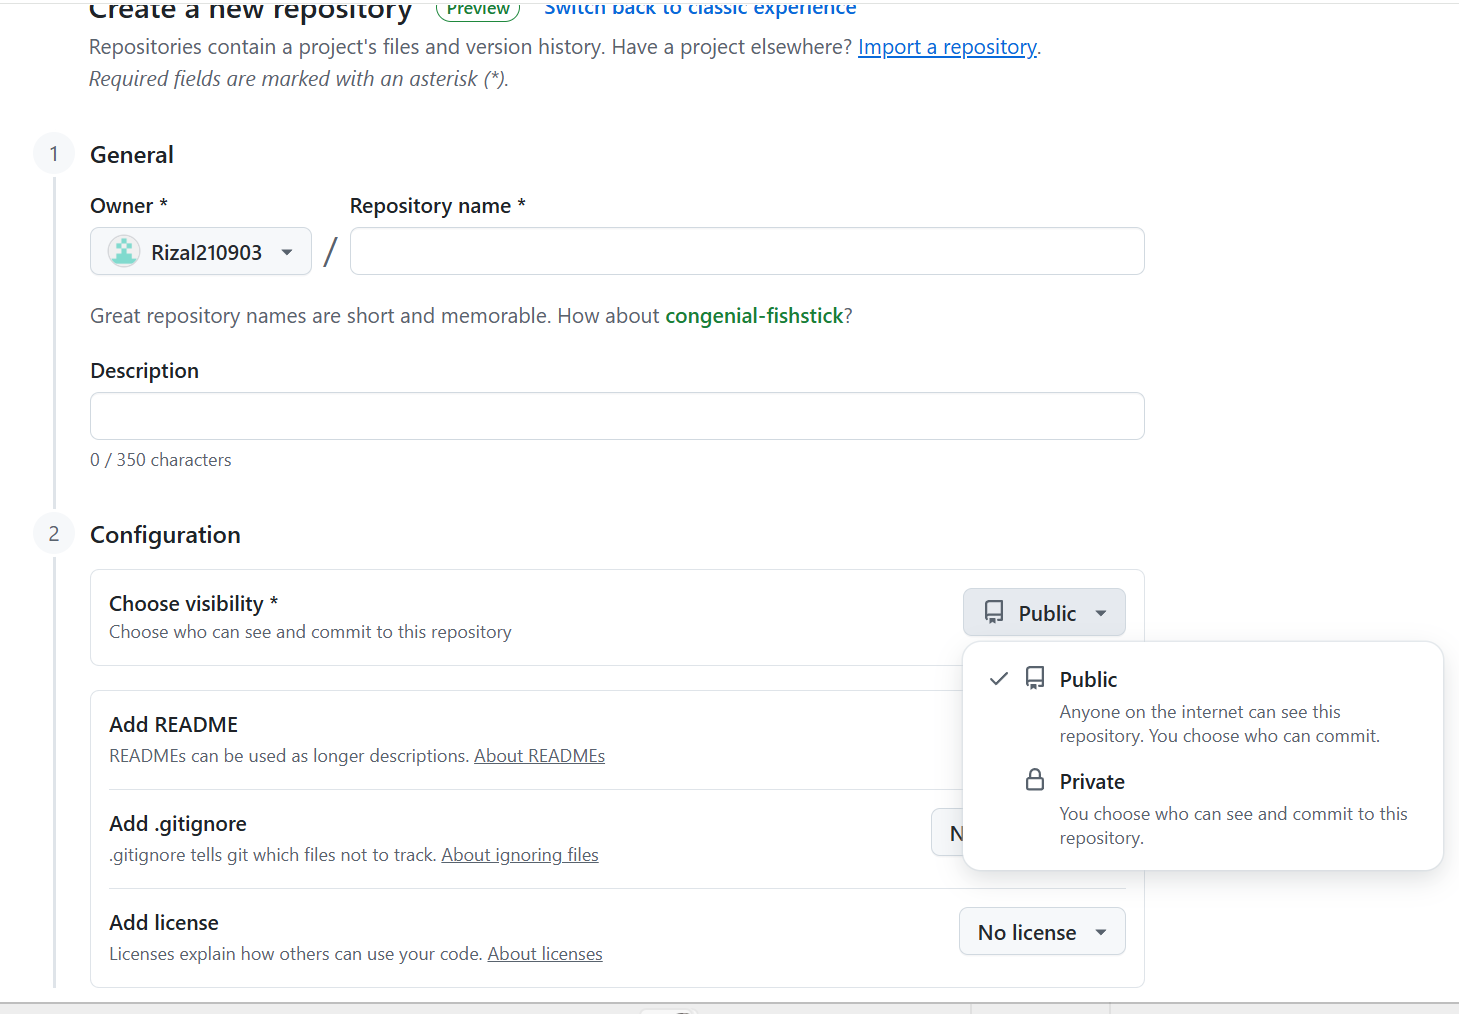 Create a new repository Preview Switch back to classic experience
Repositories contain a project's files and version history. Have a project elsewhere? Import a repository.
Required fields are marked with an asterisk (*).
1 General
Owner * Repository name *
Rizal210903 /
Great repository names are short and memorable. How about congenial-fishstick?
Description
0 / 350 characters
2 Configuration
Choose visibility *
Choose who can see and commit to this repository
Public
Public
Anyone on the internet can see this
repository. You choose who can commit.
Private
You choose who can see and commit to this
repository.
Add README
READMEs can be used as longer descriptions. About READMEs
Add .gitignore
.gitignore tells git which files not to track. About ignoring files
Add license
Licenses explain how others can use your code. About licenses
No license